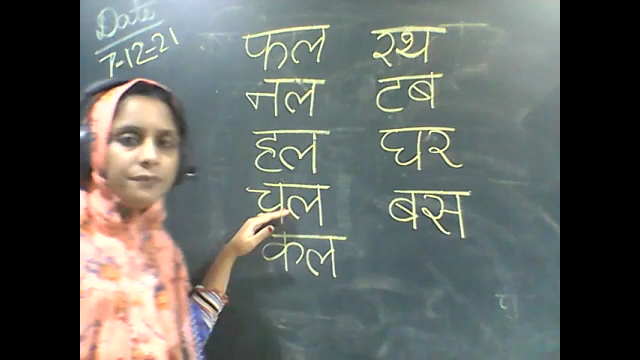 Date
7-12-21
फल रथ
नल टब
हल घर
चल बस
कल